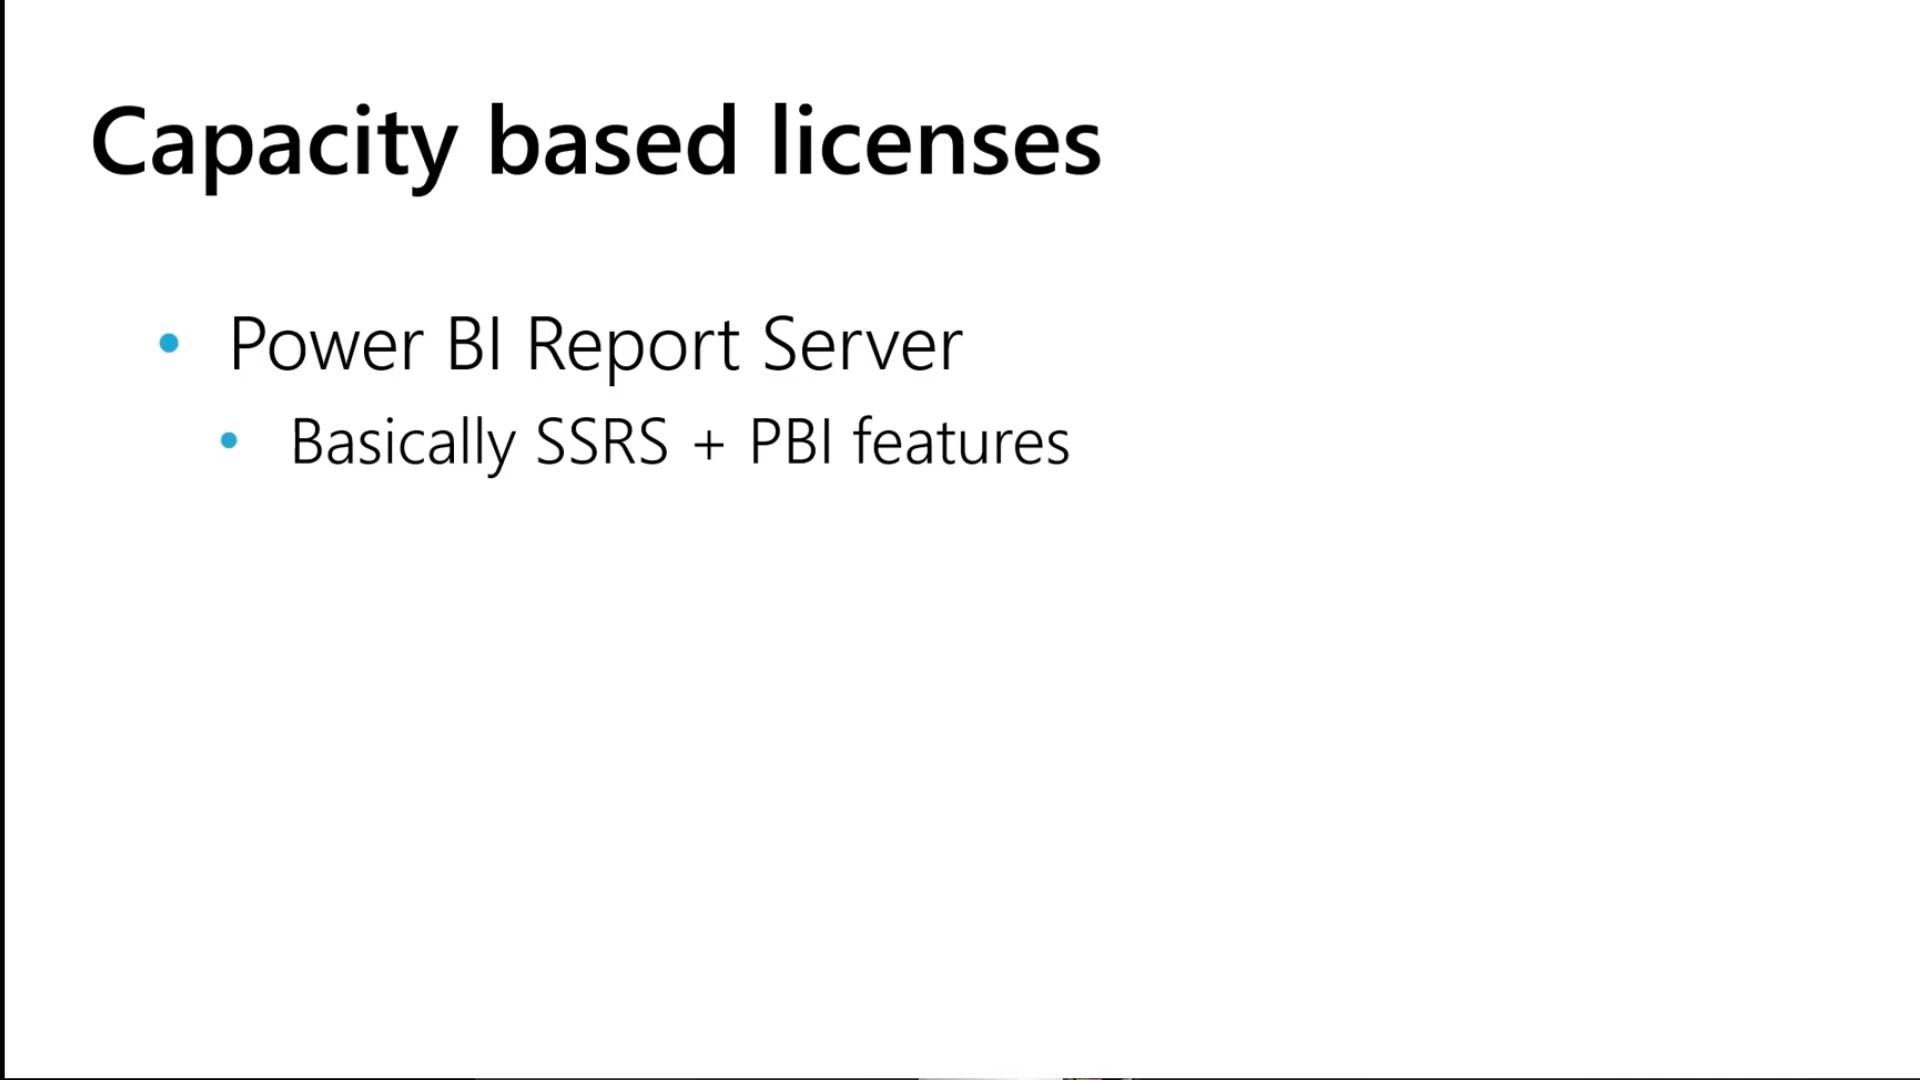 Capacity based licenses
• Power BI Report Server
• Basically SSRS + PBI features